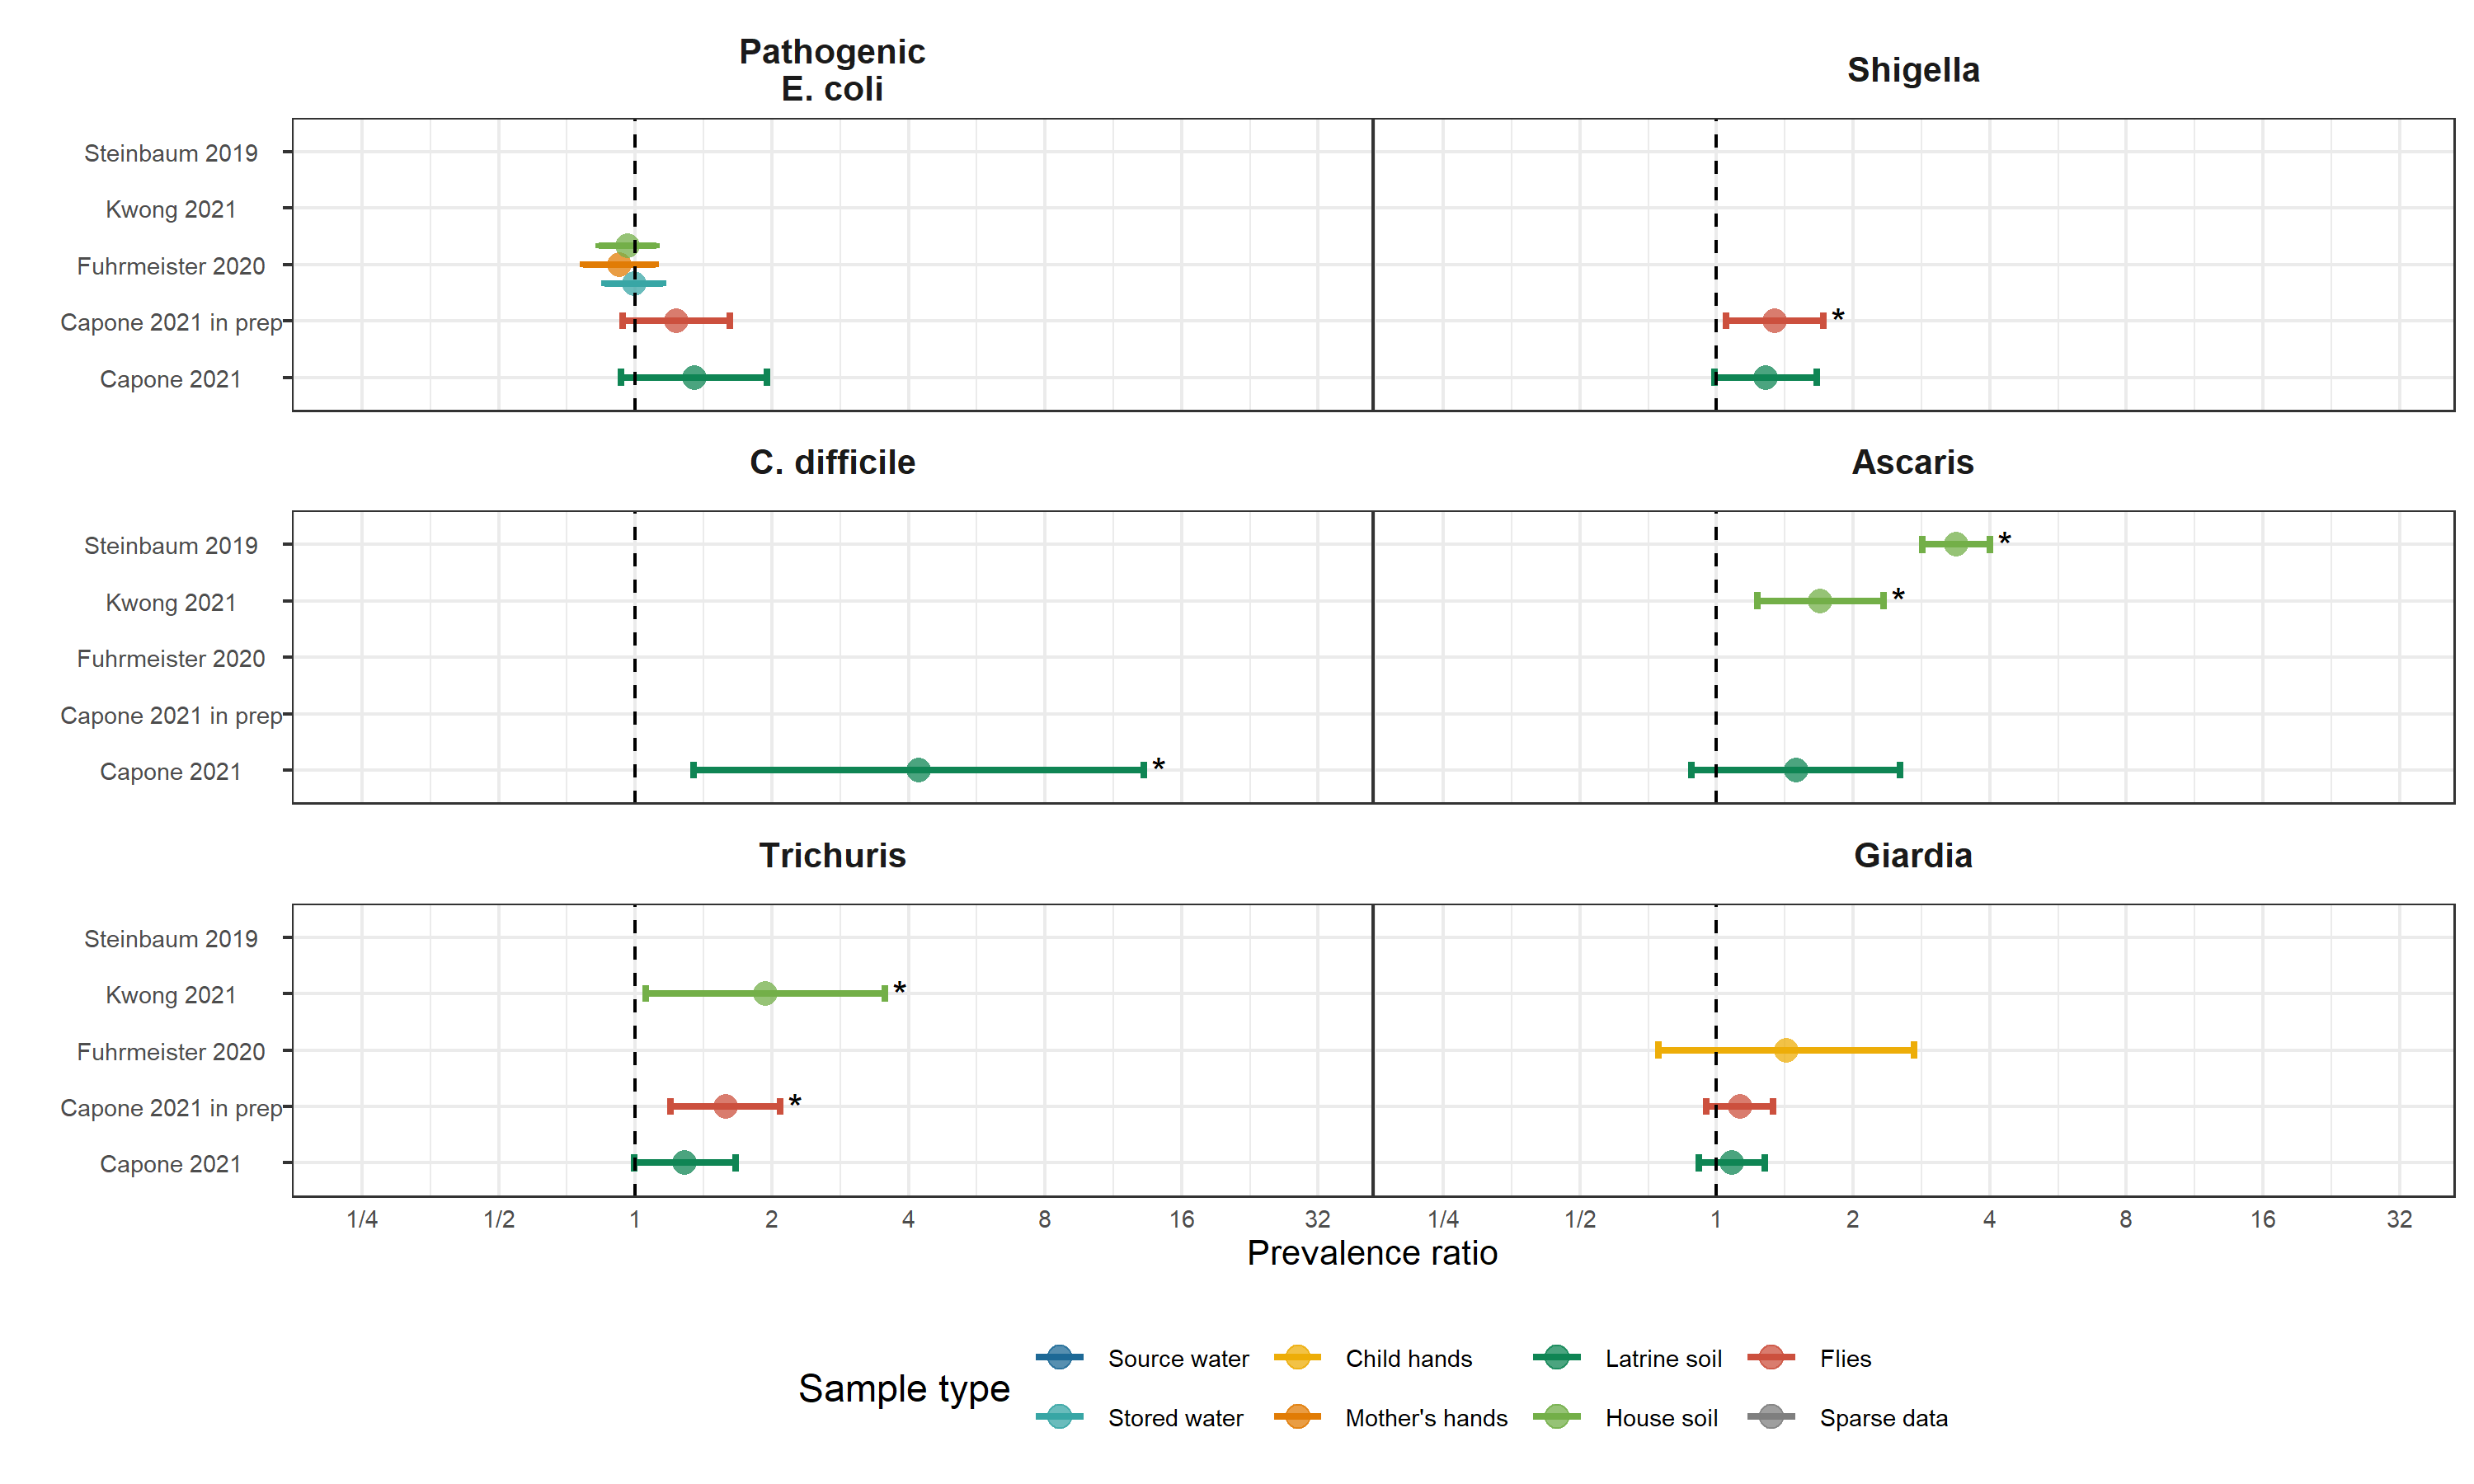 Pathogenic
E. coli
Shigella
Steinbaum 2019
Kwong 2021
Fuhrmeister 2020
Capone 2021 in prep
*
Capone 2021
C. difficile
Ascaris
Steinbaum 2019
*
Kwong 2021
*
Fuhrmeister 2020
Capone 2021 in prep
Capone 2021
*
Trichuris
Giardia
Steinbaum 2019
Kwong 2021
*
Fuhrmeister 2020
Capone 2021 in prep
*
Capone 2021
1/4 1/2 1 2 4 8 16 32 1/4 1/2 1 2 4 8 16 32
Prevalence ratio
Sample type
Source water Child hands Latrine soil Flies
Stored water Mother's hands House soil Sparse data